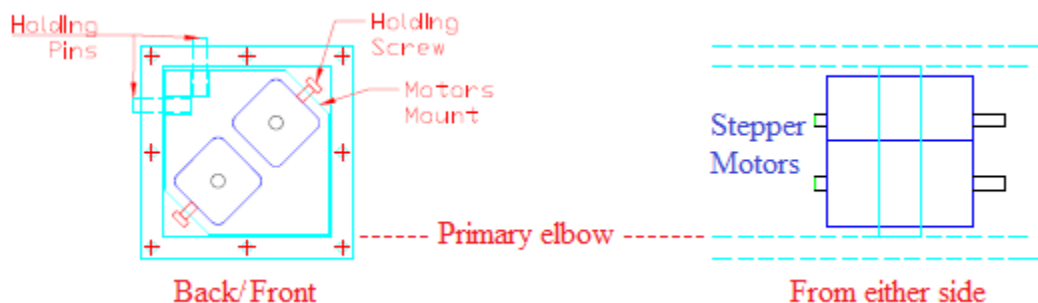 Holding
Pins
Holding
Screw
Motors
Mount
Stepper
Motors
Primary elbow
Back/Front
From either side